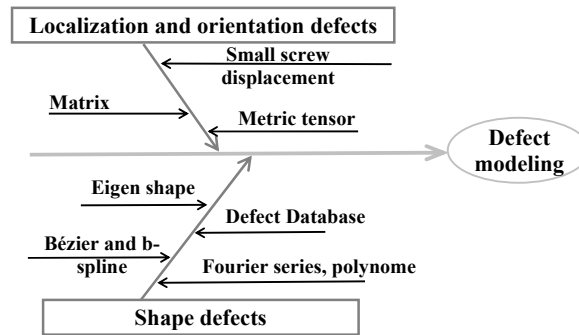 Localization and orientation defects
Small screw
displacement
Matrix
Metric tensor
Defect
modeling
Eigen shape
Defect Database
Bézier and b-
spline
Fourier series, polynome
Shape defects